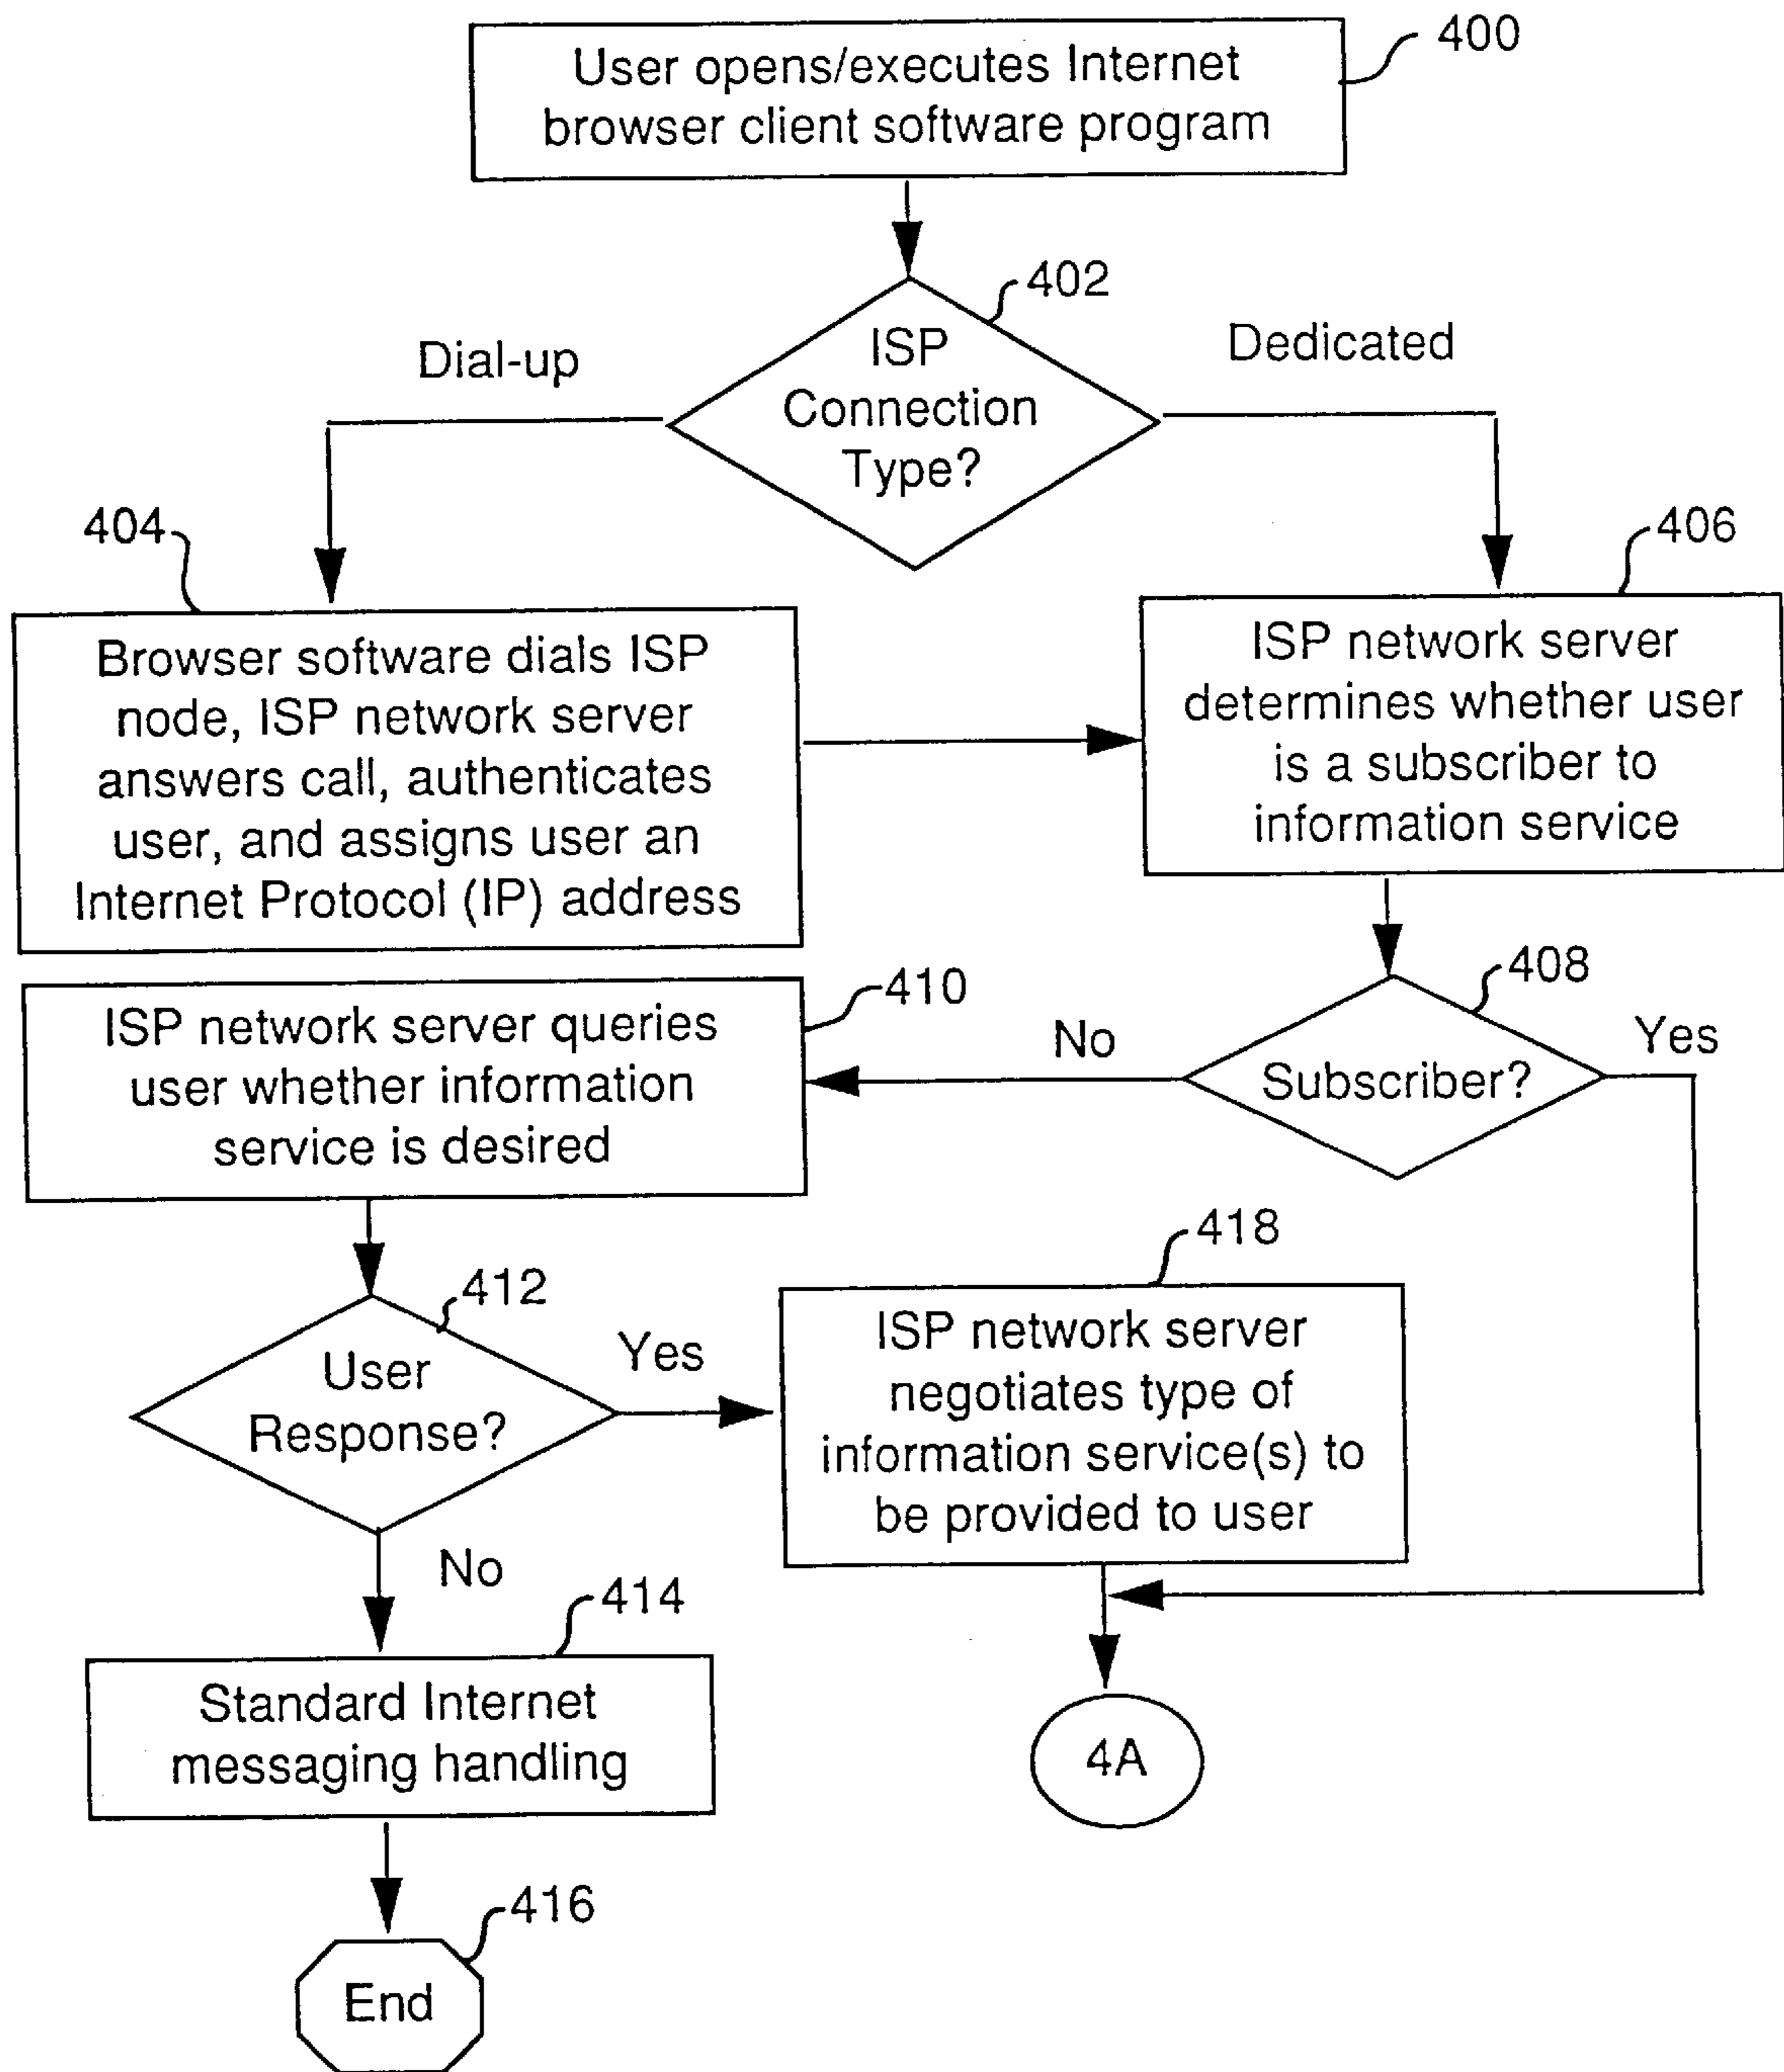 400
User opens/executes Internet
browser client software program
402
ISP
Connection
Type?
Dial-up
Dedicated
404
Browser software dials ISP
node, ISP network server
answers call, authenticates
user, and assigns user an
Internet Protocol (IP) address
406
ISP network server
determines whether user
is a subscriber to
information service
408
Subscriber?
No
Yes
410
ISP network server queries
user whether information
service is desired
412
User
Response?
Yes
No
418
ISP network server
negotiates type of
information service(s) to
be provided to user
414
Standard Internet
messaging handling
4A
416
End